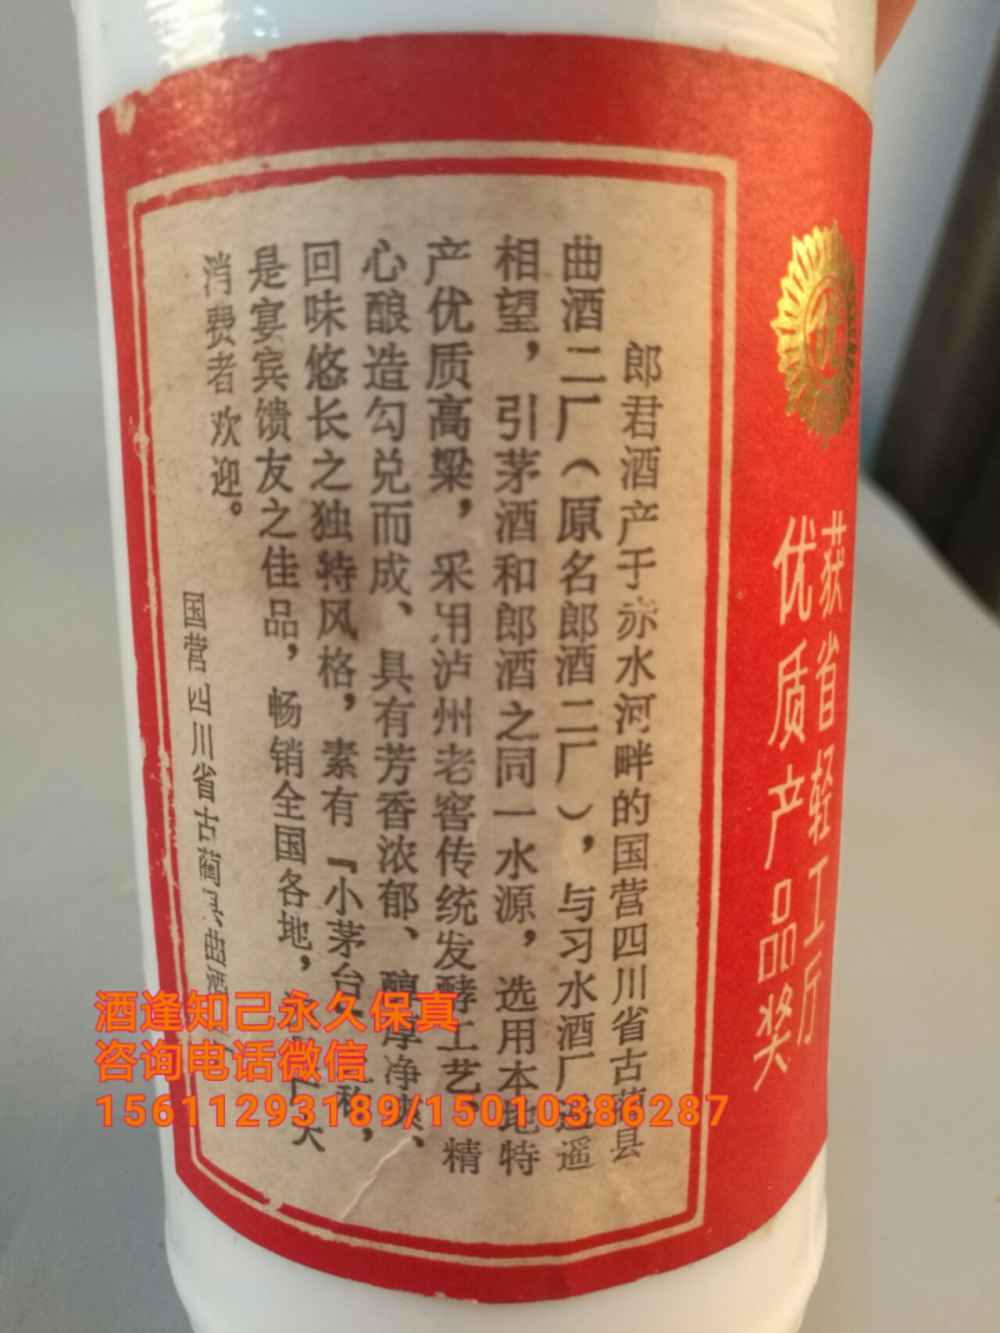 郎君酒产于赤水河畔的国营四川省古蔺县
曲酒二厂（原名郎酒二厂），与习水酒厂遥遥
相望，引茅酒和郎酒之同一水源，选用本地特
产优质高粱，采用泸州老窖传统发酵工艺、精
心酿造勾兑而成、具有芳香浓郁、醇厚净爽、
回味悠长之独特风格，素有『小茅台』之称，
是宴宾馈友之佳品，畅销全国各地，广大
消费者欢迎。
国营四川省古蔺县曲酒
获省轻工厅
优质产品奖
优
酒逢知己永久保真
咨询电话微信
15611293189/15010386287